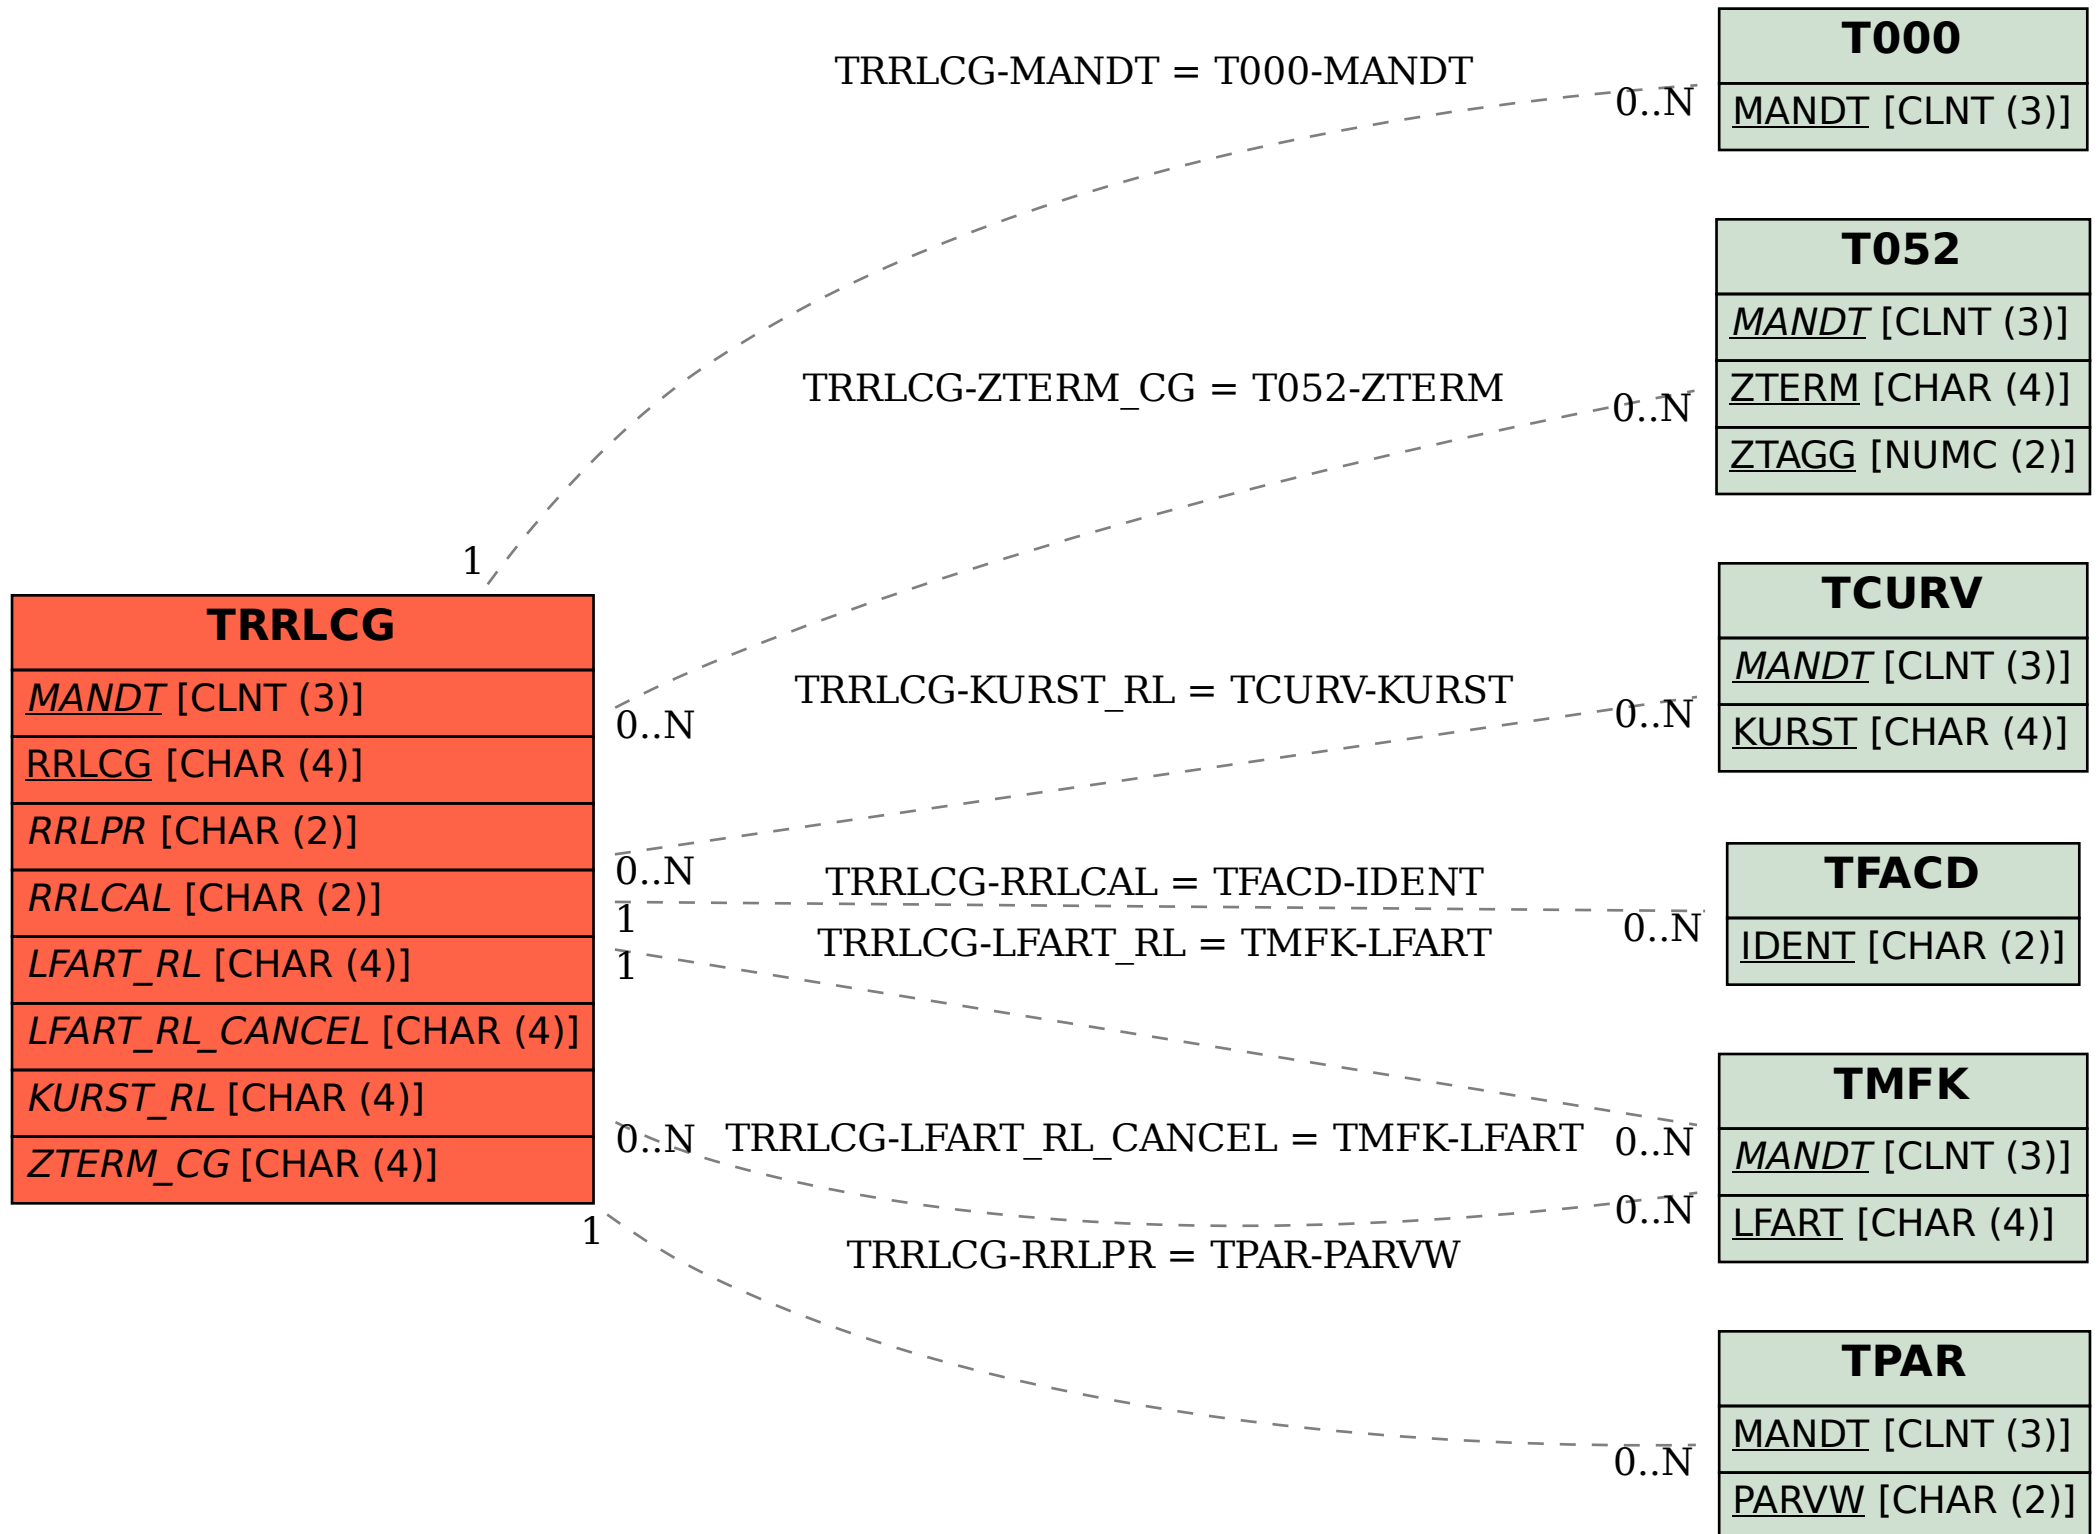 TRRLCG
MANDT [CLNT (3)]
RRLCG [CHAR (4)]
RRLPR [CHAR (2)]
RRLCAL [CHAR (2)]
LFART_RL [CHAR (4)]
LFART_RL_CANCEL [CHAR (4)]
KURST_RL [CHAR (4)]
ZTERM_CG [CHAR (4)]
TRRLCG-MANDT = T000-MANDT
1
0..N
TRRLCG-ZTERM_CG = T052-ZTERM
0..N
0..N
TRRLCG-KURST_RL = TCURV-KURST
0..N
0..N
TRRLCG-RRLCAL = TFACD-IDENT
1
0..N
TRRLCG-LFART_RL = TMFK-LFART
1
0..N
TRRLCG-LFART_RL_CANCEL = TMFK-LFART
0..N
0..N
TRRLCG-RRLPR = TPAR-PARVW
1
0..N
T000
MANDT [CLNT (3)]
T052
MANDT [CLNT (3)]
ZTERM [CHAR (4)]
ZTAGG [NUMC (2)]
TCURV
MANDT [CLNT (3)]
KURST [CHAR (4)]
TFACD
IDENT [CHAR (2)]
TMFK
MANDT [CLNT (3)]
LFART [CHAR (4)]
TPAR
MANDT [CLNT (3)]
PARVW [CHAR (2)]